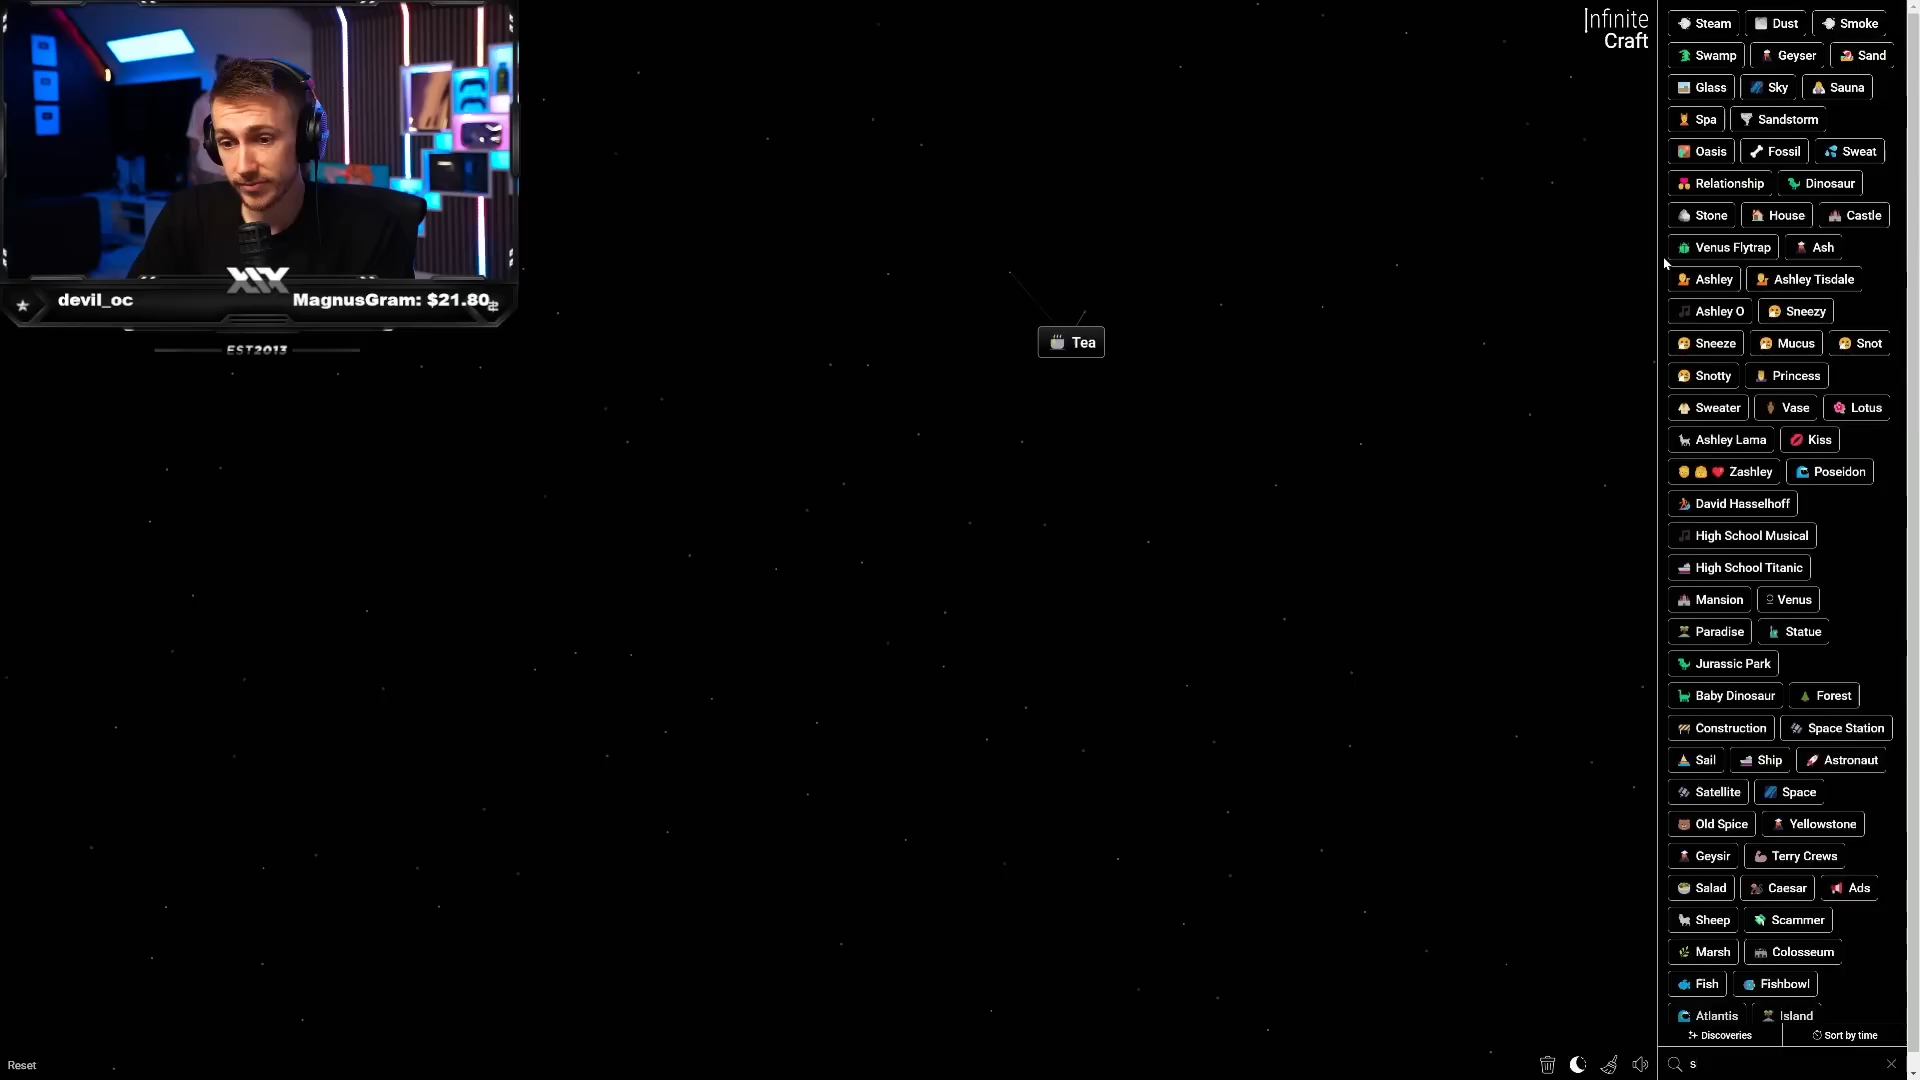 Infinite
Craft
devil_oc
MagnusGram: $21.80
XIX
EST2013
Tea
Steam Dust Smoke
Swamp Geyser Sand
Glass Sky Sauna
Spa Sandstorm
Oasis Fossil Sweat
Relationship Dinosaur
Stone House Castle
Venus Flytrap Ash
Ashley Ashley Tisdale
Ashley O Sneezy
Sneeze Mucus Snot
Snotty Princess
Sweater Vase Lotus
Ashley Lama Kiss
Zashley Poseidon
David Hasselhoff
High School Musical
High School Titanic
Mansion Venus
Paradise Statue
Jurassic Park
Baby Dinosaur Forest
Construction Space Station
Sail Ship Astronaut
Satellite Space
Old Spice Yellowstone
Geysir Terry Crews
Salad Caesar Ads
Sheep Scammer
Marsh Colosseum
Fish Fishbowl
Atlantis Island
Discoveries Sort by time
s
Reset